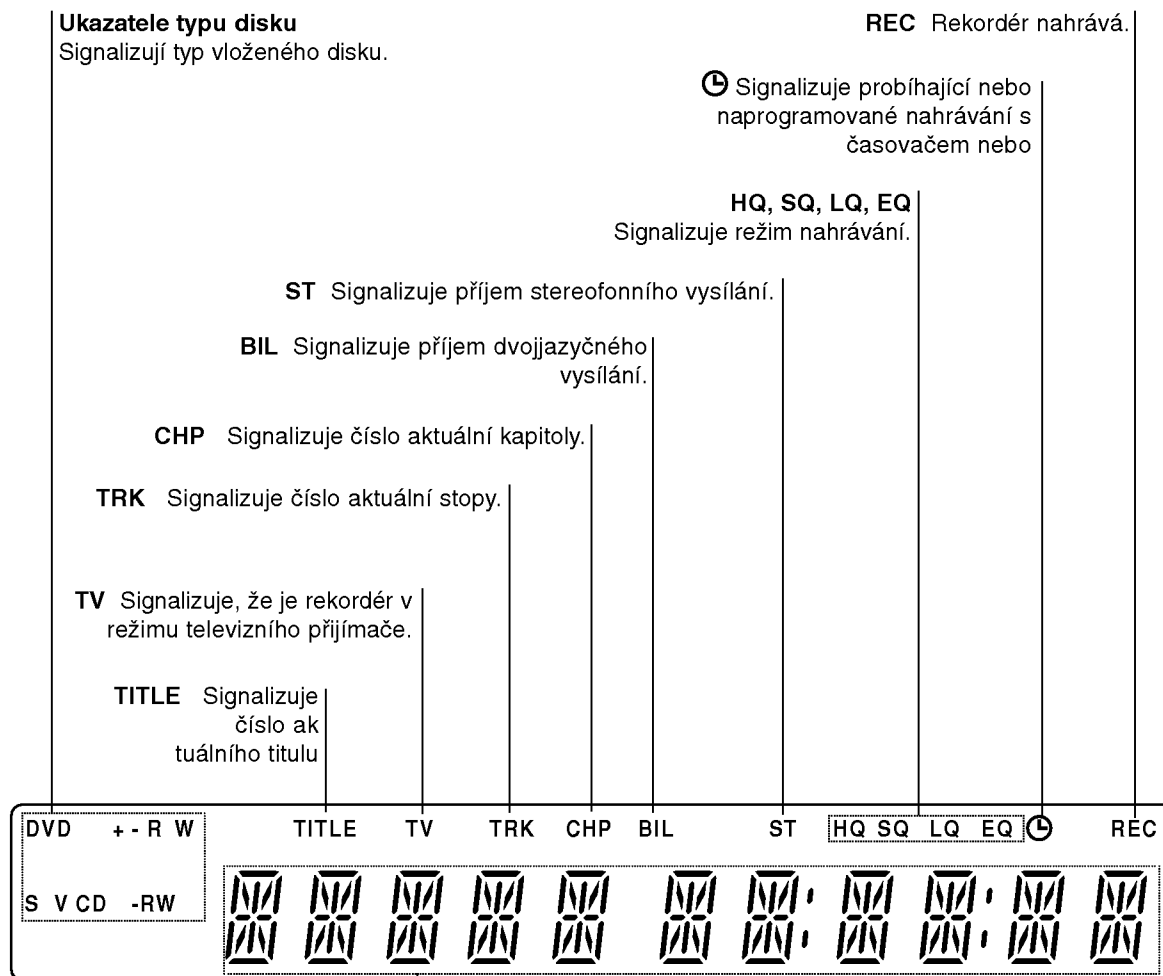 Ukazatele typu disku
Signalizují typ vloženého disku.
REC Rekordér nahrává.
Signalizuje probíhající nebo
naprogramované nahrávání s
časovačem nebo
HQ, SQ, LQ, EQ
Signalizuje režim nahrávání.
ST Signalizuje příjem stereofonního vysílání.
BIL Signalizuje příjem dvojjazyčného
vysílání.
CHP Signalizuje číslo aktuální kapitoly.
TRK Signalizuje číslo aktuální stopy.
TV Signalizuje, že je rekordér v
režimu televizního přijímače.
TITLE Signalizuje
číslo ak
tuálního titulu
DVD + - R W TITLE TV TRK CHP BIL ST HQ SQ LQ EQ REC
S V CD -RW